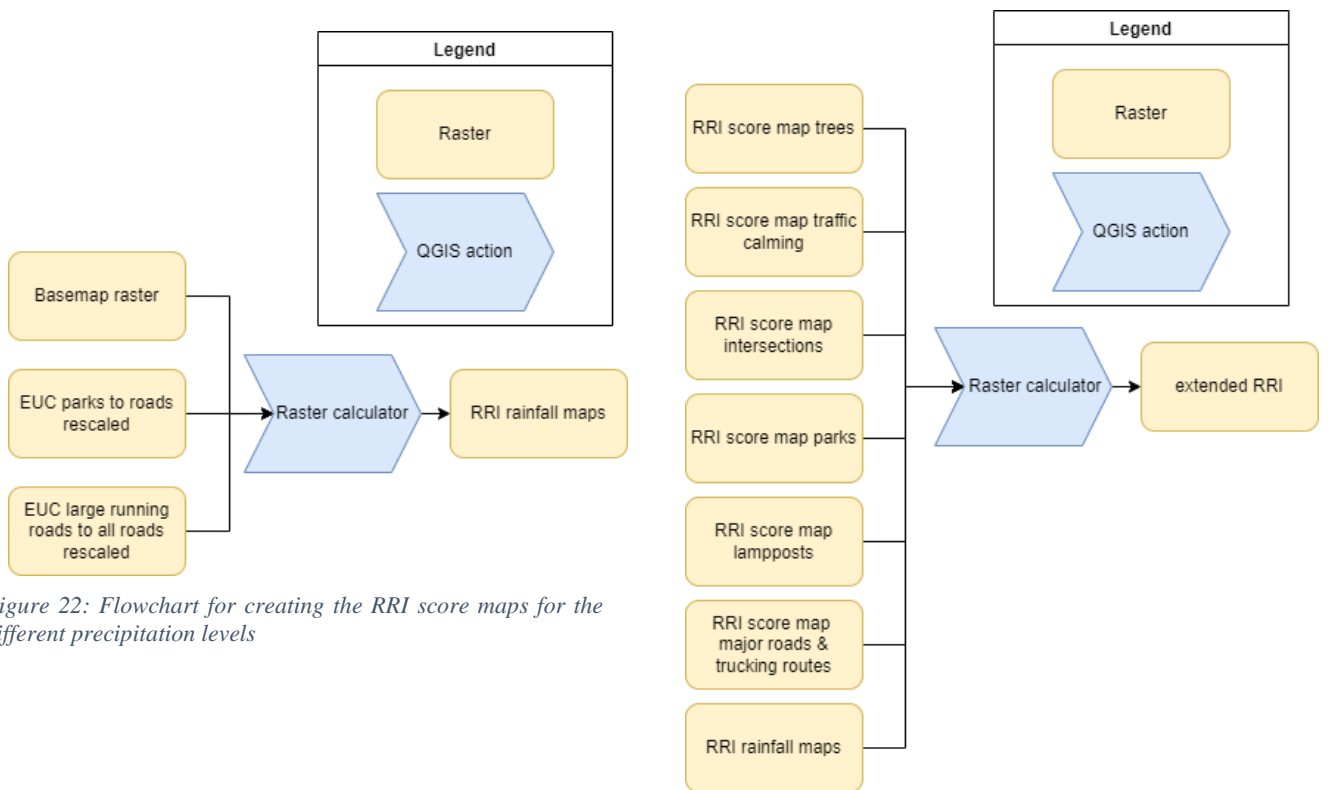 Legend
Raster
QGIS action
Basemap raster
EUC parks to roads
rescaled
EUC large running
roads to all roads
rescaled
Raster calculator
RRI rainfall maps
igure 22: Flowchart for creating the RRI score maps for the
ifferent precipitation levels
Legend
Raster
QGIS action
RRI score map trees
RRI score map traffic
calming
RRI score map
intersections
RRI score map parks
RRI score map
lampposts
RRI score map
major roads &
trucking routes
RRI rainfall maps
Raster calculator
extended RRI